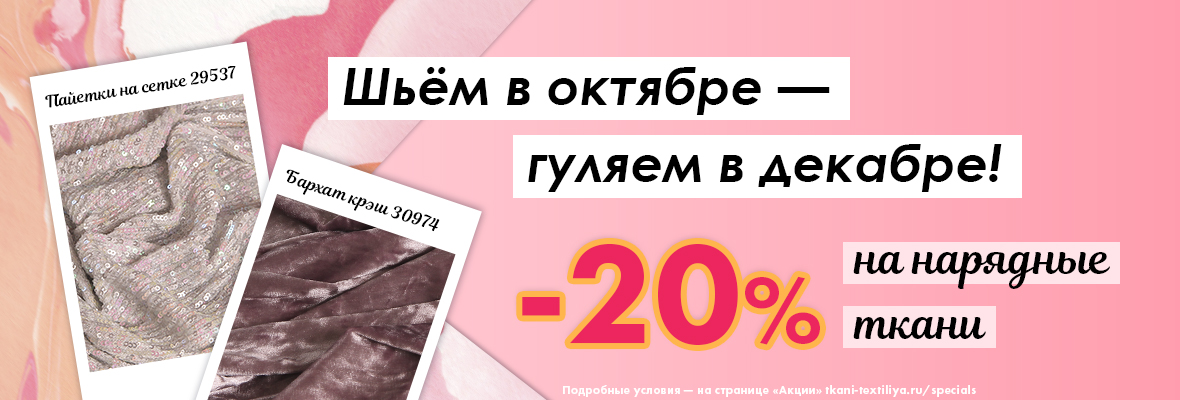 Пайетки на сетке 29537
Бархат крэш 30974
Шьём в октябре —
гуляем в декабре!
-20%
на нарядные
ткани
Подробные условия — на странице «Акции» tkani-textiliya.ru/specials